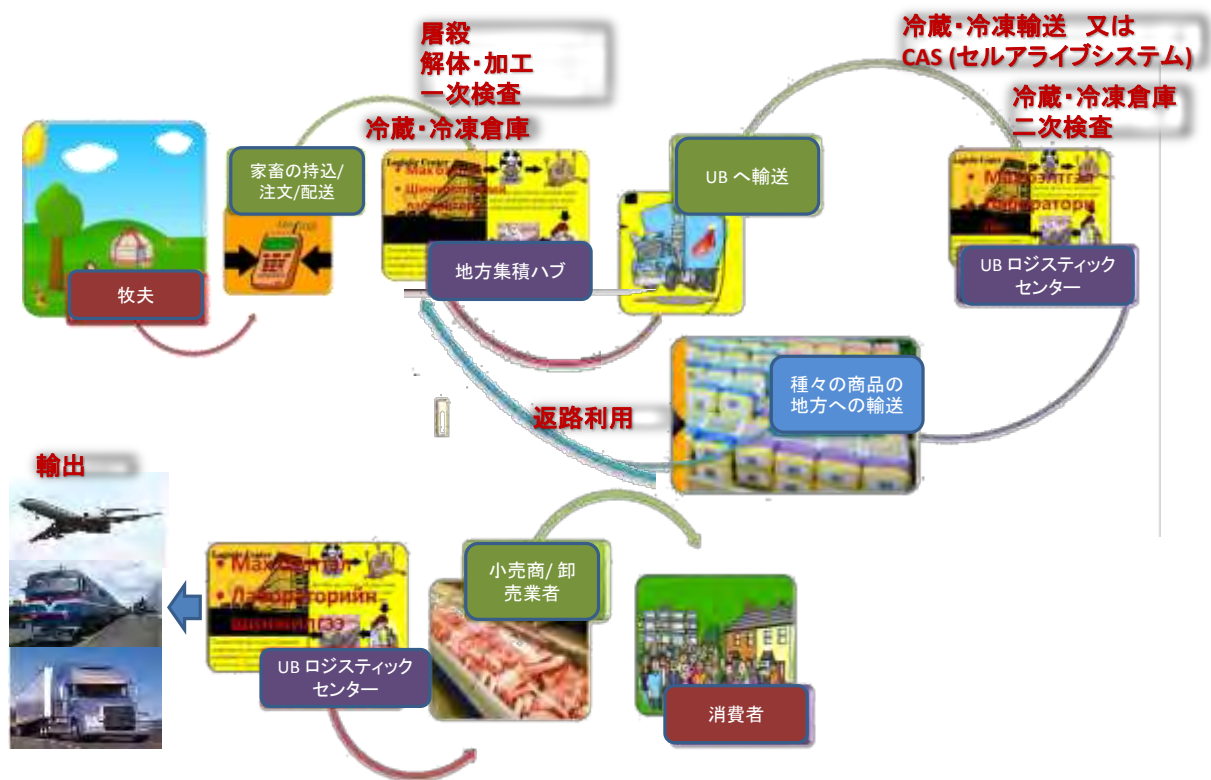 屠殺
解体・加工
一次検査
冷蔵・冷凍倉庫
冷蔵・冷凍輸送 又は
CAS (セルアライブシステム)
冷蔵・冷凍倉庫
二次検査
家畜の持込/
注文/配送
UB へ輸送
牧夫
Logistic Center
地方集積ハブ
UB ロジスティック
センター
種々の商品の
地方への輸送
返路利用
輸出
小売商/ 卸
売業者
• Лабораторийн
UB ロジスティック
センター
消費者